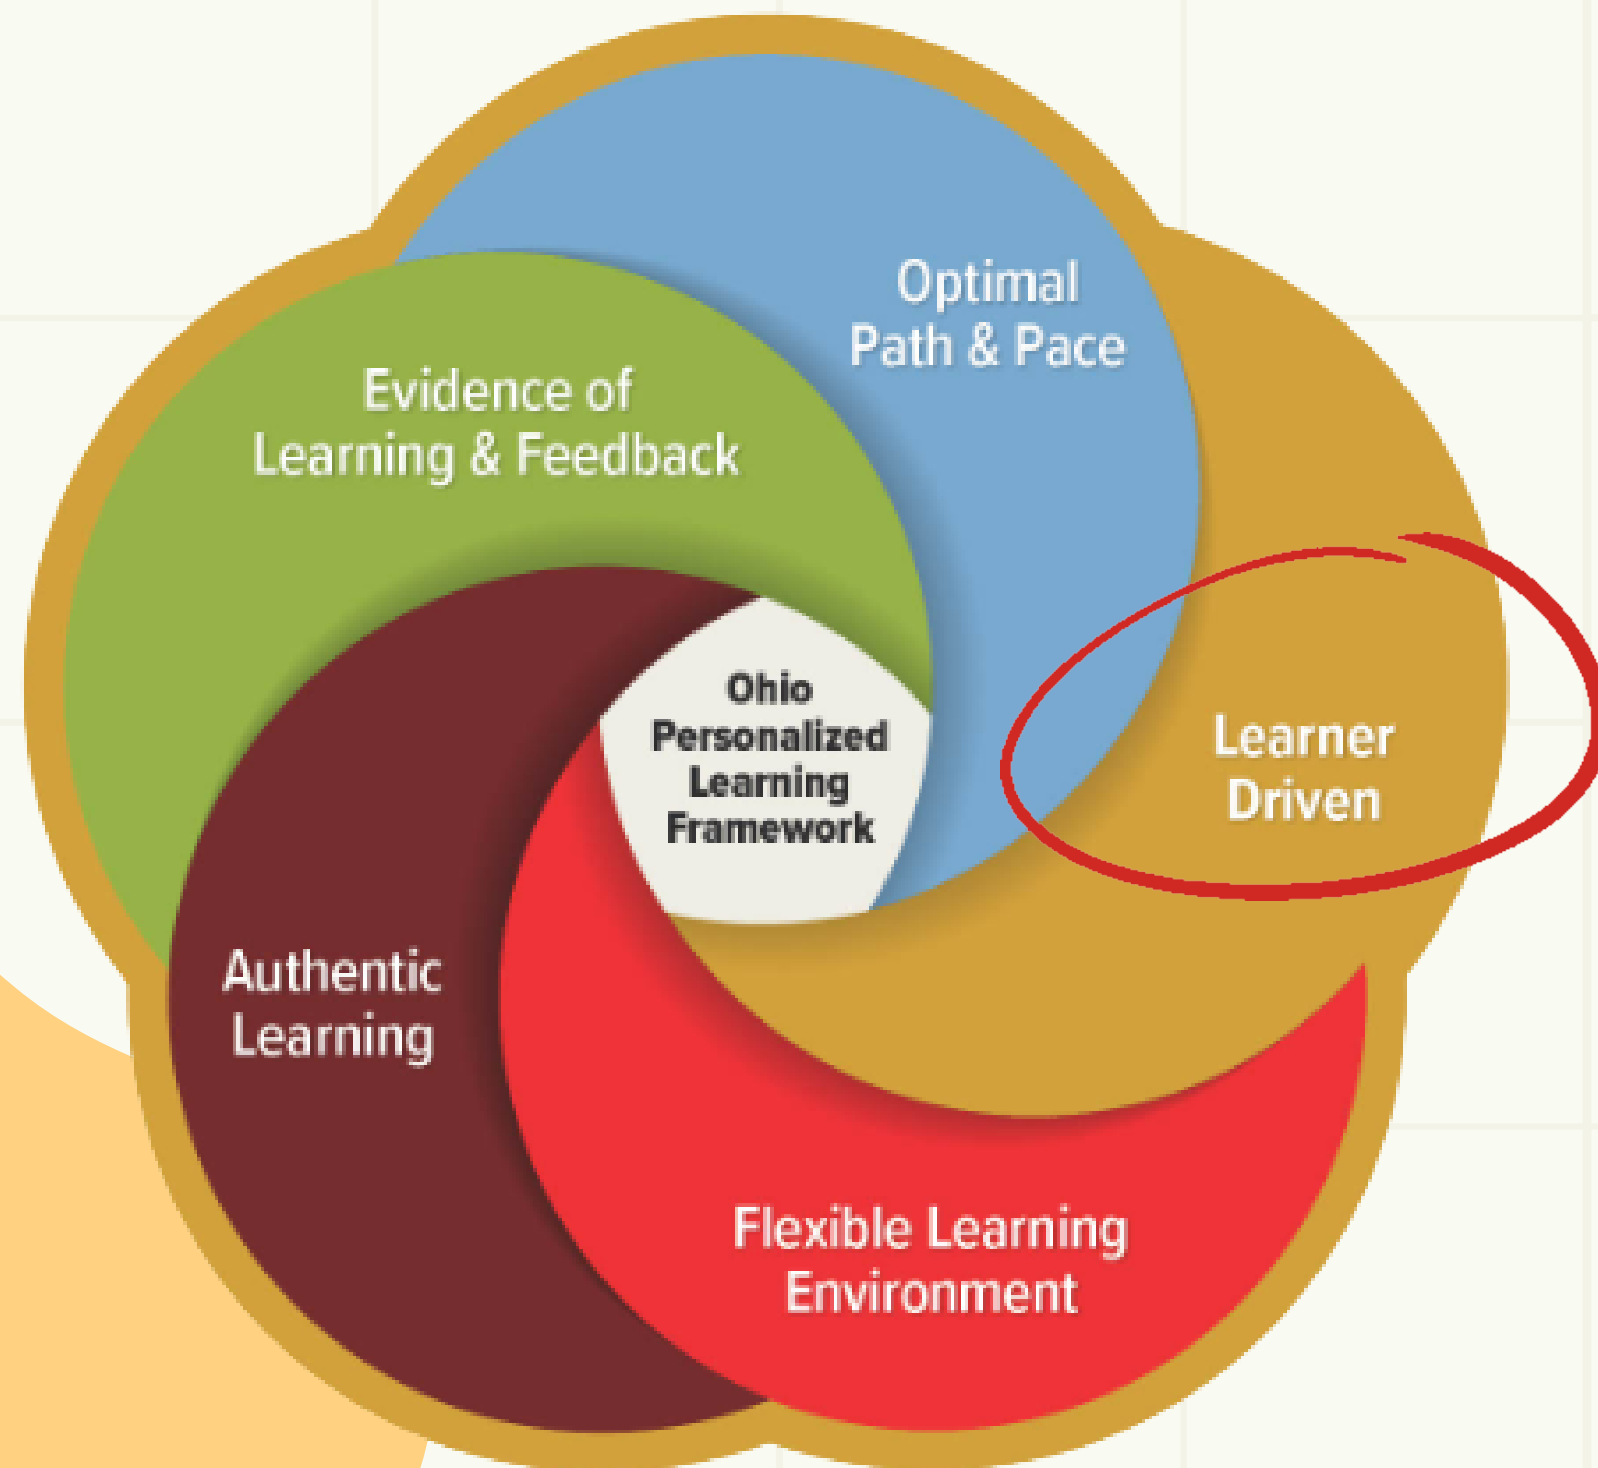 Optimal
Path & Pace
Evidence of
Learning & Feedback
Ohio
Personalized
Learning
Framework
Learner
Driven
Authentic
Learning
Flexible Learning
Environment